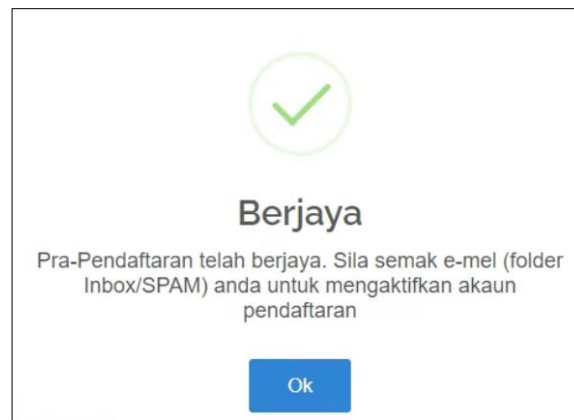 Berjaya
Pra-Pendaftaran telah berjaya. Sila semak e-mel (folder
Inbox/SPAM) anda untuk mengaktifkan akaun
pendaftaran
Ok